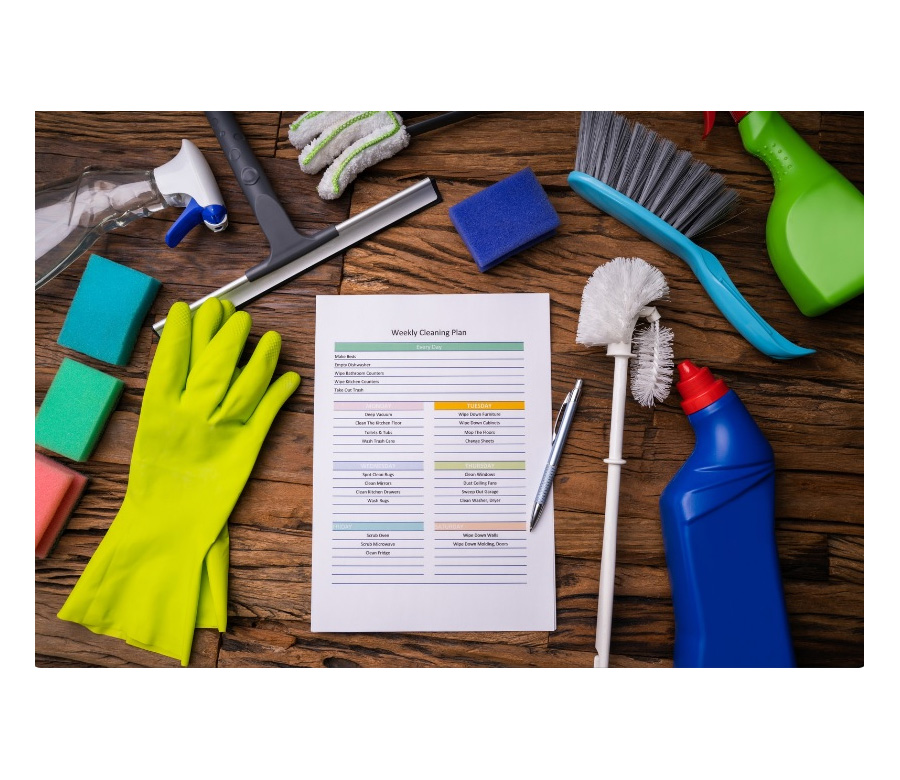 Weekly Cleaning Plan
Every Day
Make Beds
Empty Dishwasher
Wipe Bathroom Counters
Wipe Kitchen Counters
Take Out Trash
TUESDAY
Deep Vacuum
Wipe Down Furniture
Clean The Kitchen Floor
Wipe Down Cabinets
Toilets & Tubs
Mop The Floors
Wash Trash Cans
Change Sheets
THURSDAY
Spot Clean Rugs
Clean Windows
Clean Mirrors
Dust Ceiling Fans
Clean Kitchen Drawers
Sweep Out Garage
Wash Rugs
Clean Washer, Dryer
FRIDAY
SATURDAY
Scrub Oven
Wipe Down Walls
Scrub Microwave
Wipe Down Molding, Doors
Clean Fridge